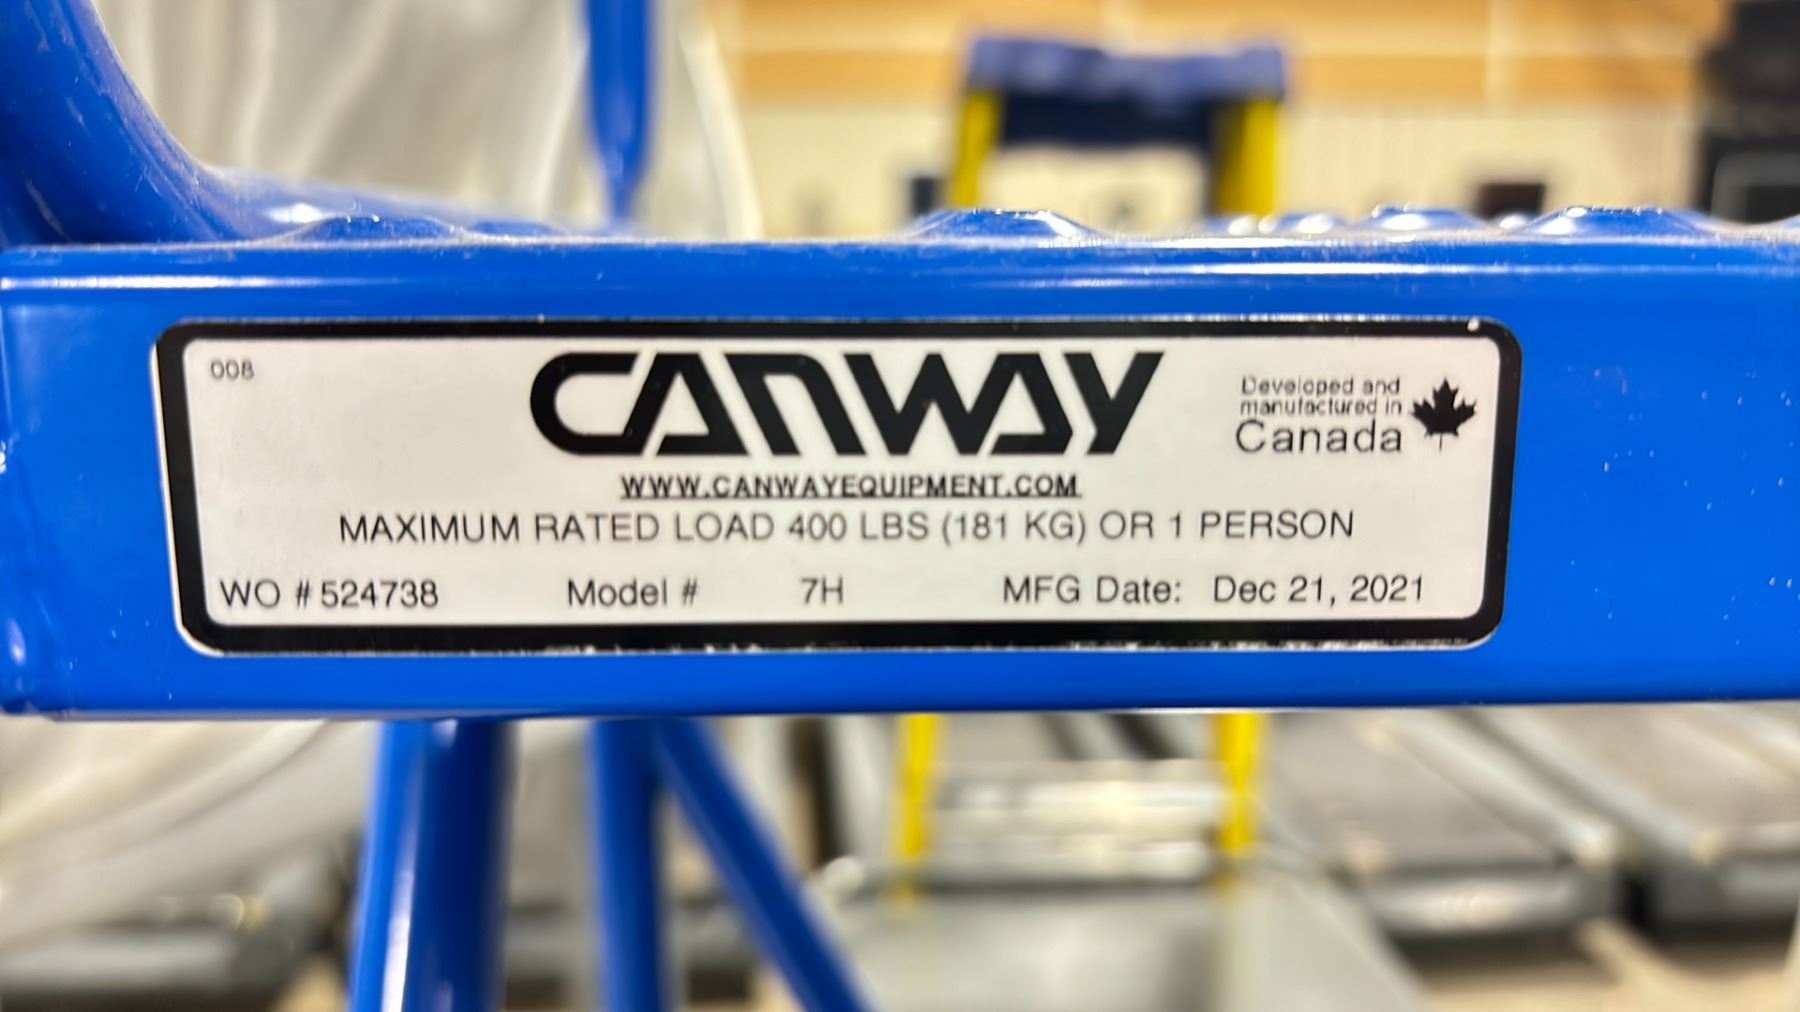 008
CANWAY
Developed and
manufactured in
Canada
WWW.CANWAYEQUIPMENT.COM
MAXIMUM RATED LOAD 400 LBS (181 KG) OR 1 PERSON
WO # 524738 Model # 7H MFG Date: Dec 21, 2021